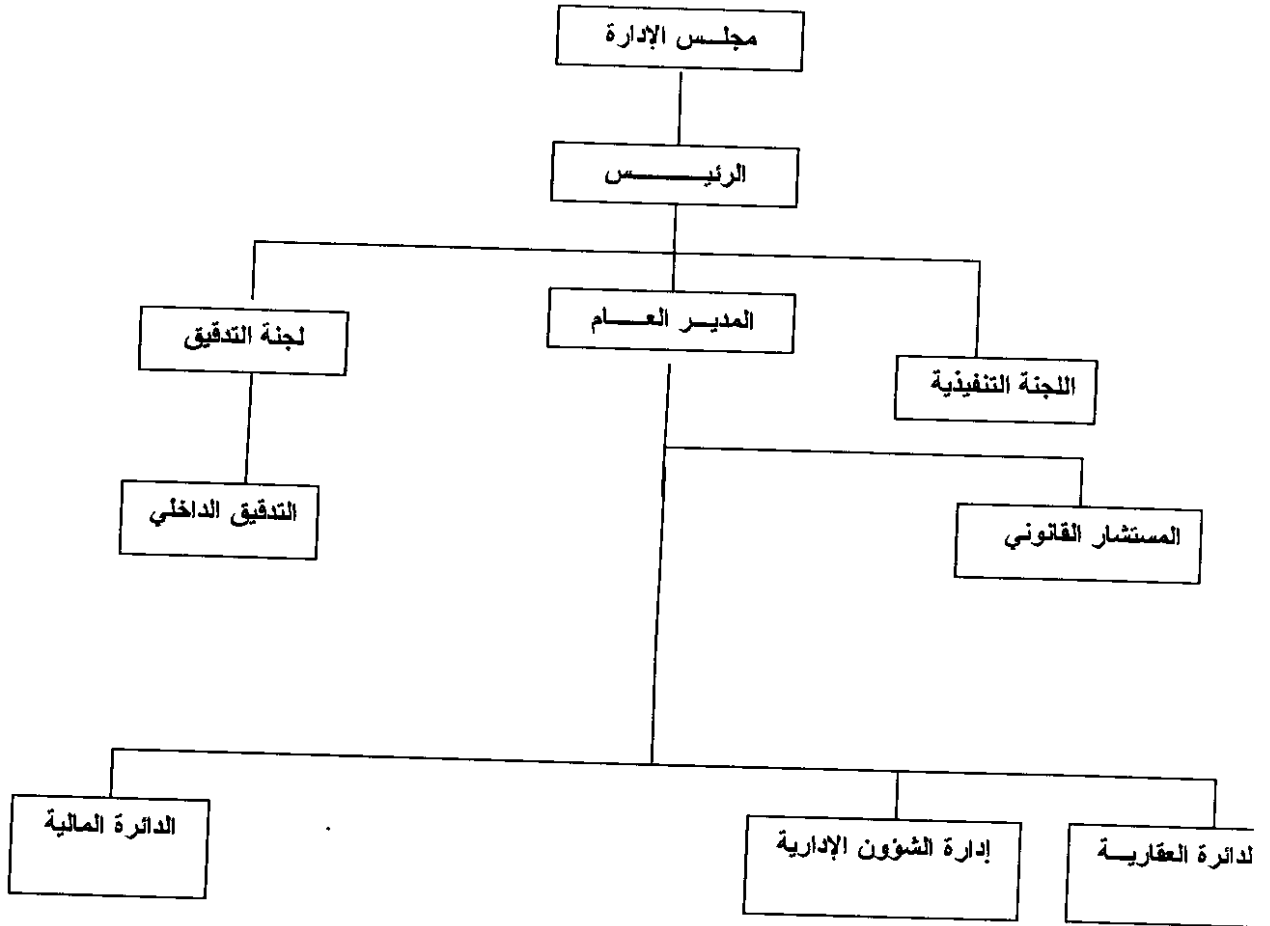 مجلس الإدارة
الرئيس
المدير العام
لجنة التدقيق
اللجنة التنفيذية
التدقيق الداخلي
المستشار القانوني
لدائرة العقارية
إدارة الشؤون الإدارية
الدائرة المالية